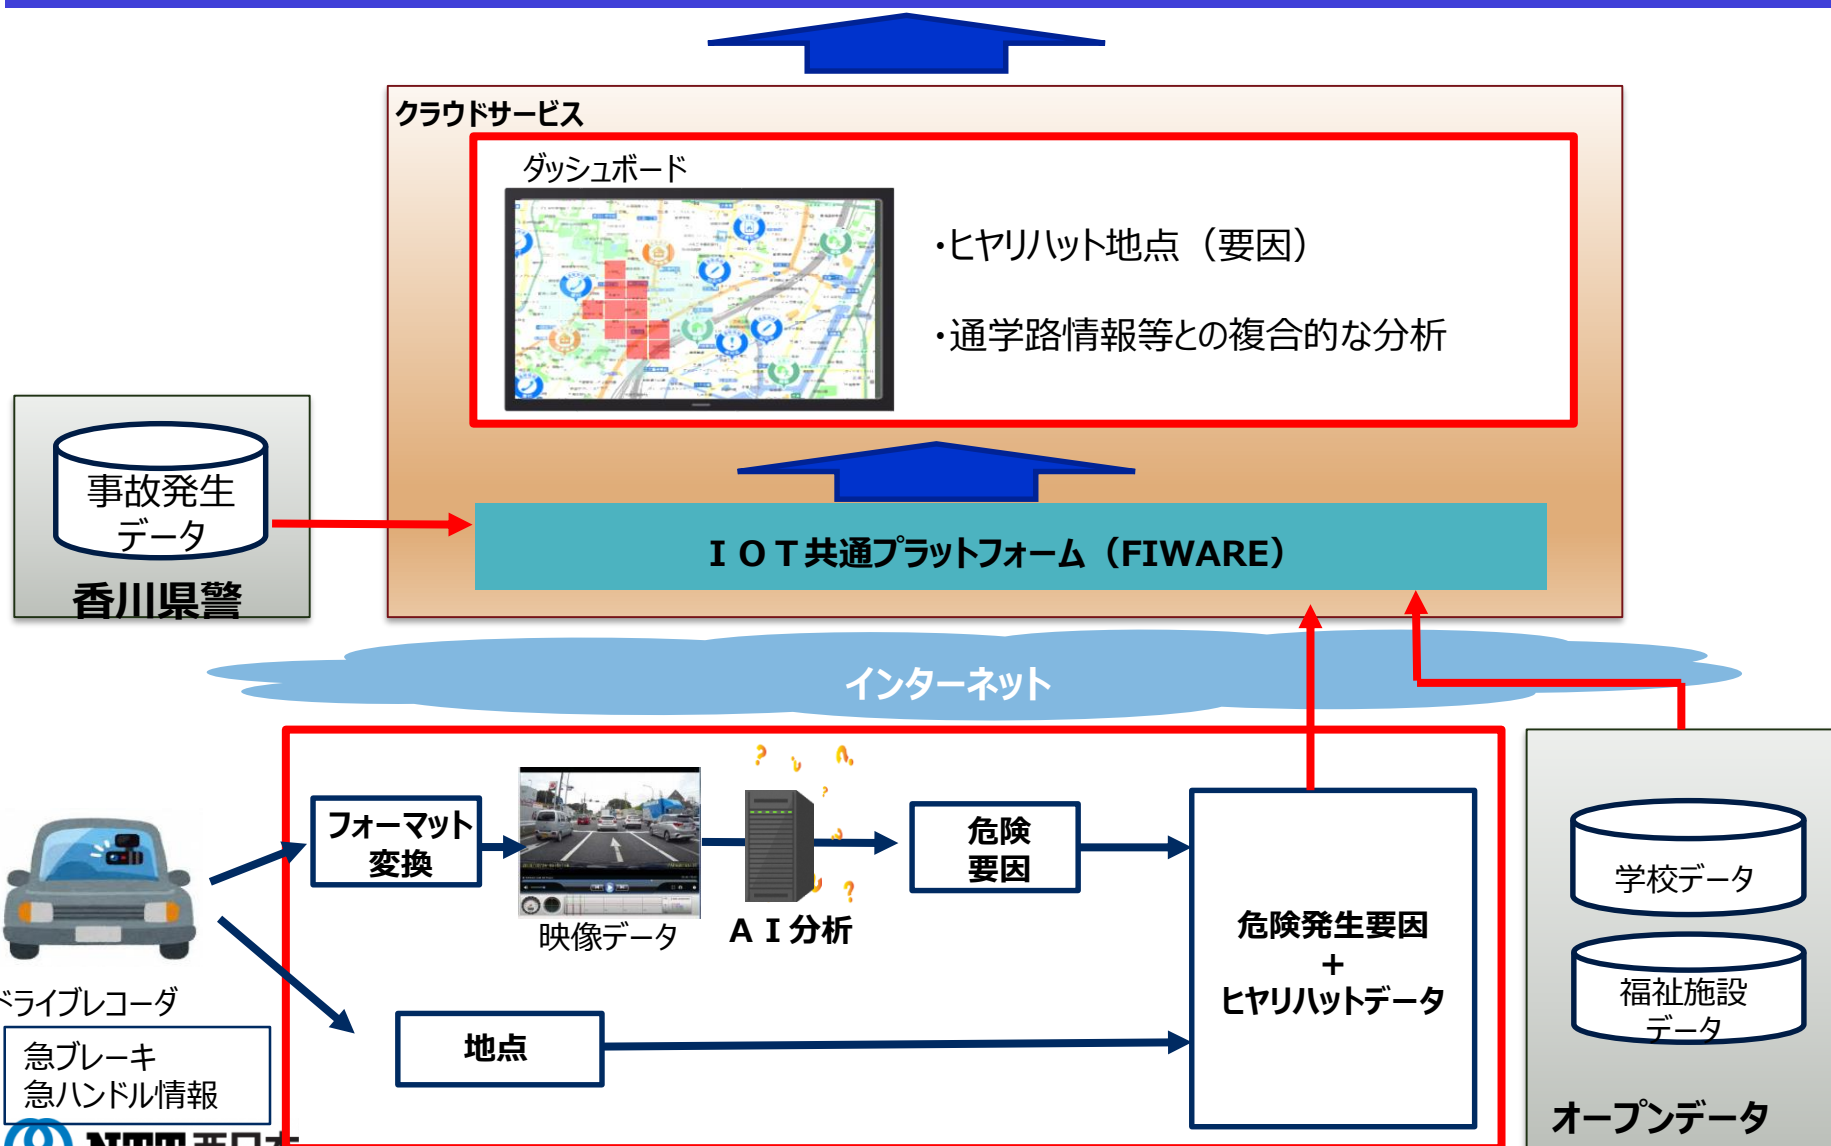 クラウドサービス
ダッシュボード
・ヒヤリハット地点（要因）
・通学路情報等との複合的な分析
事故発生
データ
香川県警
ＩＯＴ共通プラットフォーム（FIWARE）
インターネット
フォーマット
変換
映像データ
ＡＩ分析
危険
要因
危険発生要因
＋
ヒヤリハットデータ
地点
ドライブレコーダ
急ブレーキ
急ハンドル情報
学校データ
福祉施設
データ
オープンデータ
NTT西日本